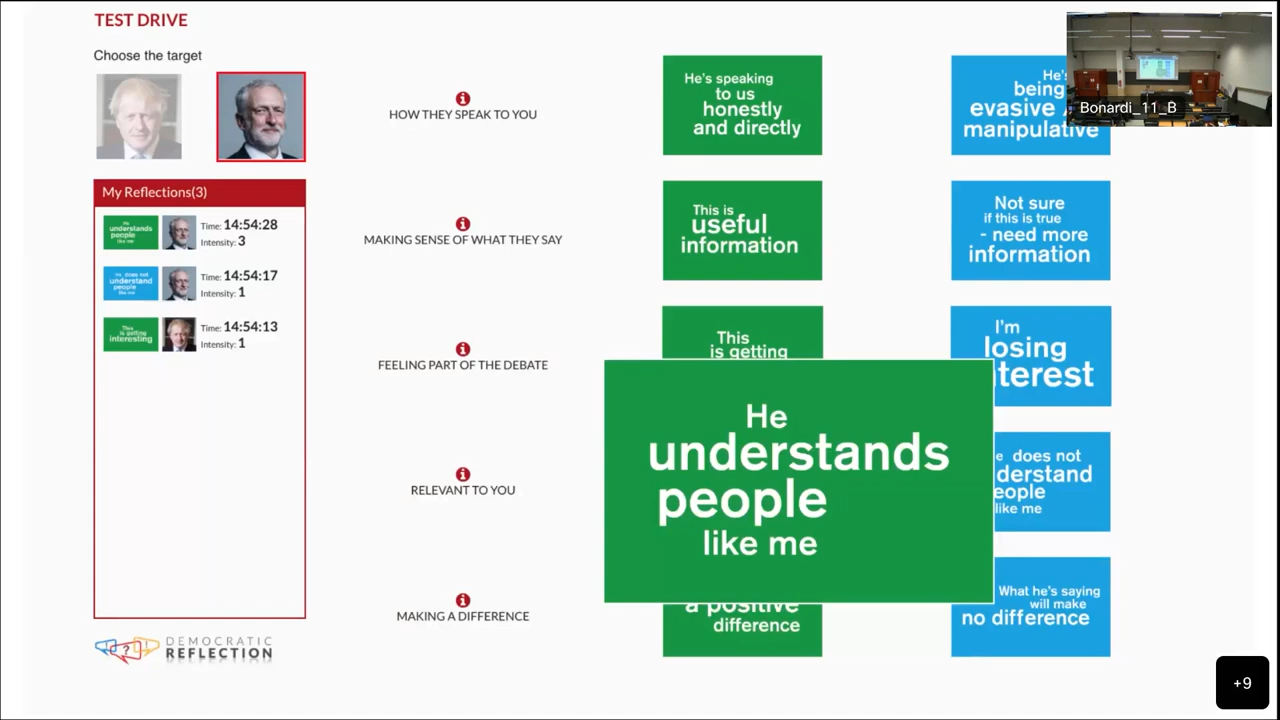 TEST DRIVE
Choose the target
My Reflections(3)
He
understands
people
like me
Time: 14:54:28
Intensity: 3
He does not
understand
people
like me
Time: 14:54:17
Intensity: 1
This
is getting
interesting
Time: 14:54:13
Intensity: 1
DEMOCRATIC
REFLECTION
HOW THEY SPEAK TO YOU
He's speaking
to us
honestly
and directly
He's
being
evasive
manipulative
Bonardi_11_B
MAKING SENSE OF WHAT THEY SAY
This is
useful
information
Not sure
if this is true
- need more
information
FEELING PART OF THE DEBATE
This
is getting
I'm
losing
terest
RELEVANT TO YOU
He
understands
people
like me
e does not
derstand
eople
like me
MAKING A DIFFERENCE
a positive
difference
What he's saying
will make
no difference
+9